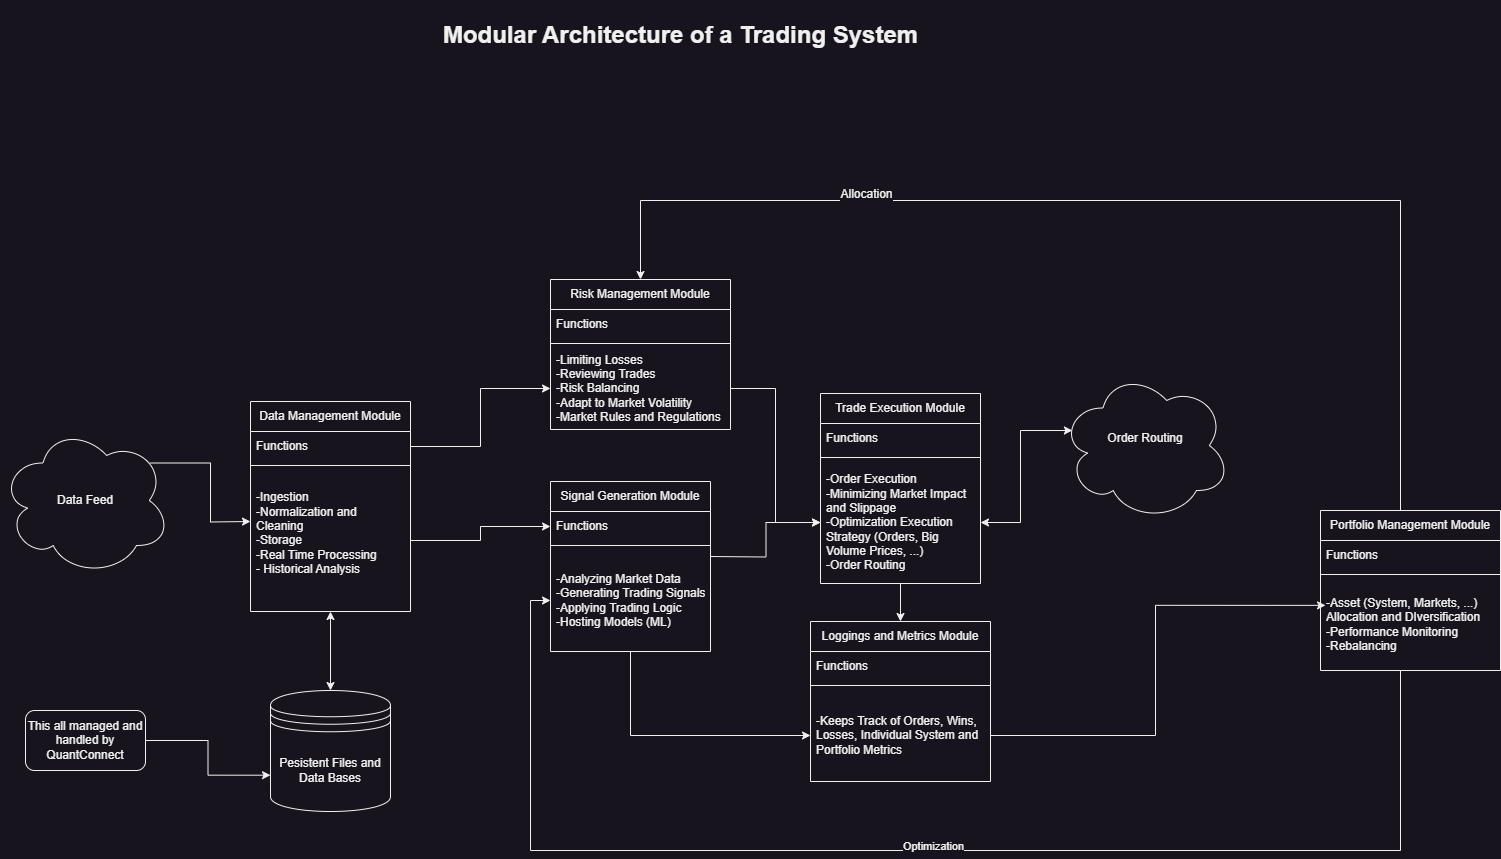 Modular Architecture of a Trading System
Allocation
Risk Management Module
Functions
-Limiting Losses
-Reviewing Trades
-Risk Balancing
-Adapt to Market Volatility
-Market Rules and Regulations
Data Management Module
Functions
-Ingestion
-Normalization and
Cleaning
-Storage
-Real Time Processing
- Historical Analysis
Data Feed
Signal Generation Module
Functions
-Analyzing Market Data
-Generating Trading Signals
-Applying Trading Logic
-Hosting Models (ML)
Trade Execution Module
Functions
-Order Execution
-Minimizing Market Impact
and Slippage
-Optimization Execution
Strategy (Orders, Big
Volume Prices, ...)
-Order Routing
Order Routing
Portfolio Management Module
Functions
-Asset (System, Markets, ...)
Allocation and DIversification
-Performance Monitoring
-Rebalancing
Loggings and Metrics Module
Functions
-Keeps Track of Orders, Wins,
Losses, Individual System and
Portfolio Metrics
This all managed and
handled by
QuantConnect
Pesistent Files and
Data Bases
Optimization